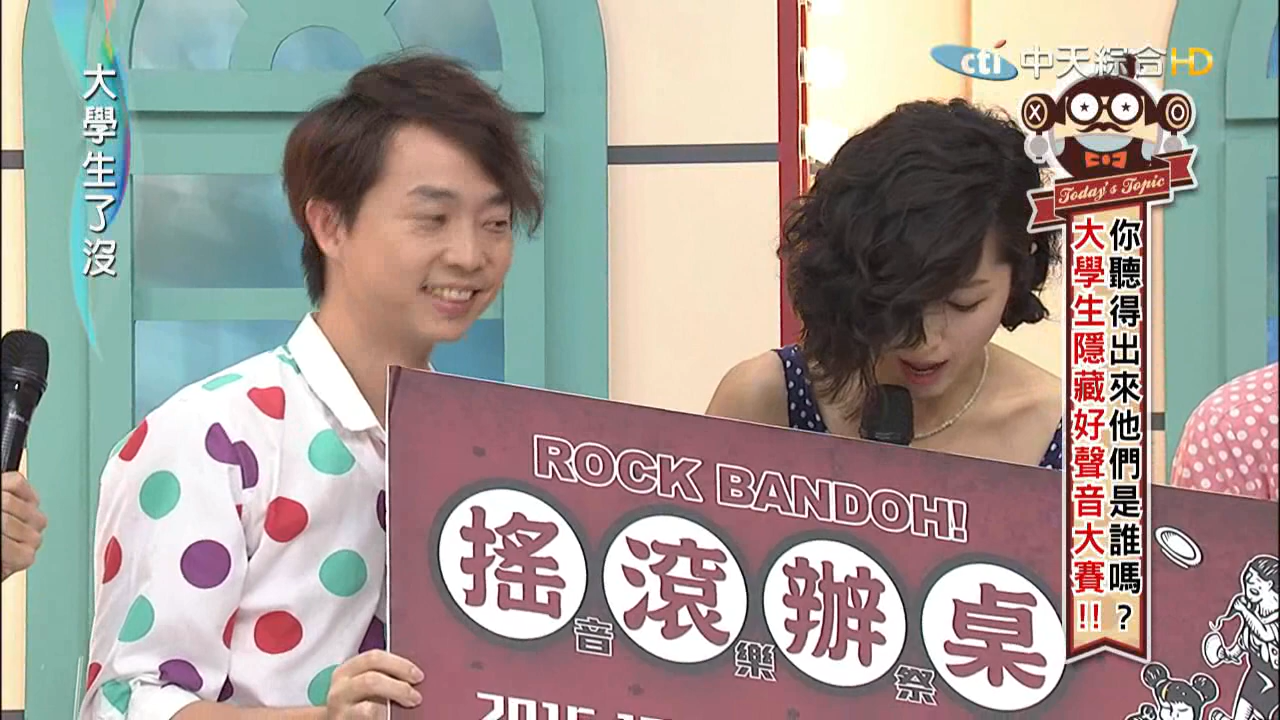 大學生了沒
cti 中天綜合HD
X O
Today's Topic
你聽得出來他們是誰嗎?
大學生隱藏好聲音大賽!!
ROCK BANDOH!
搖滾辦桌
音樂祭